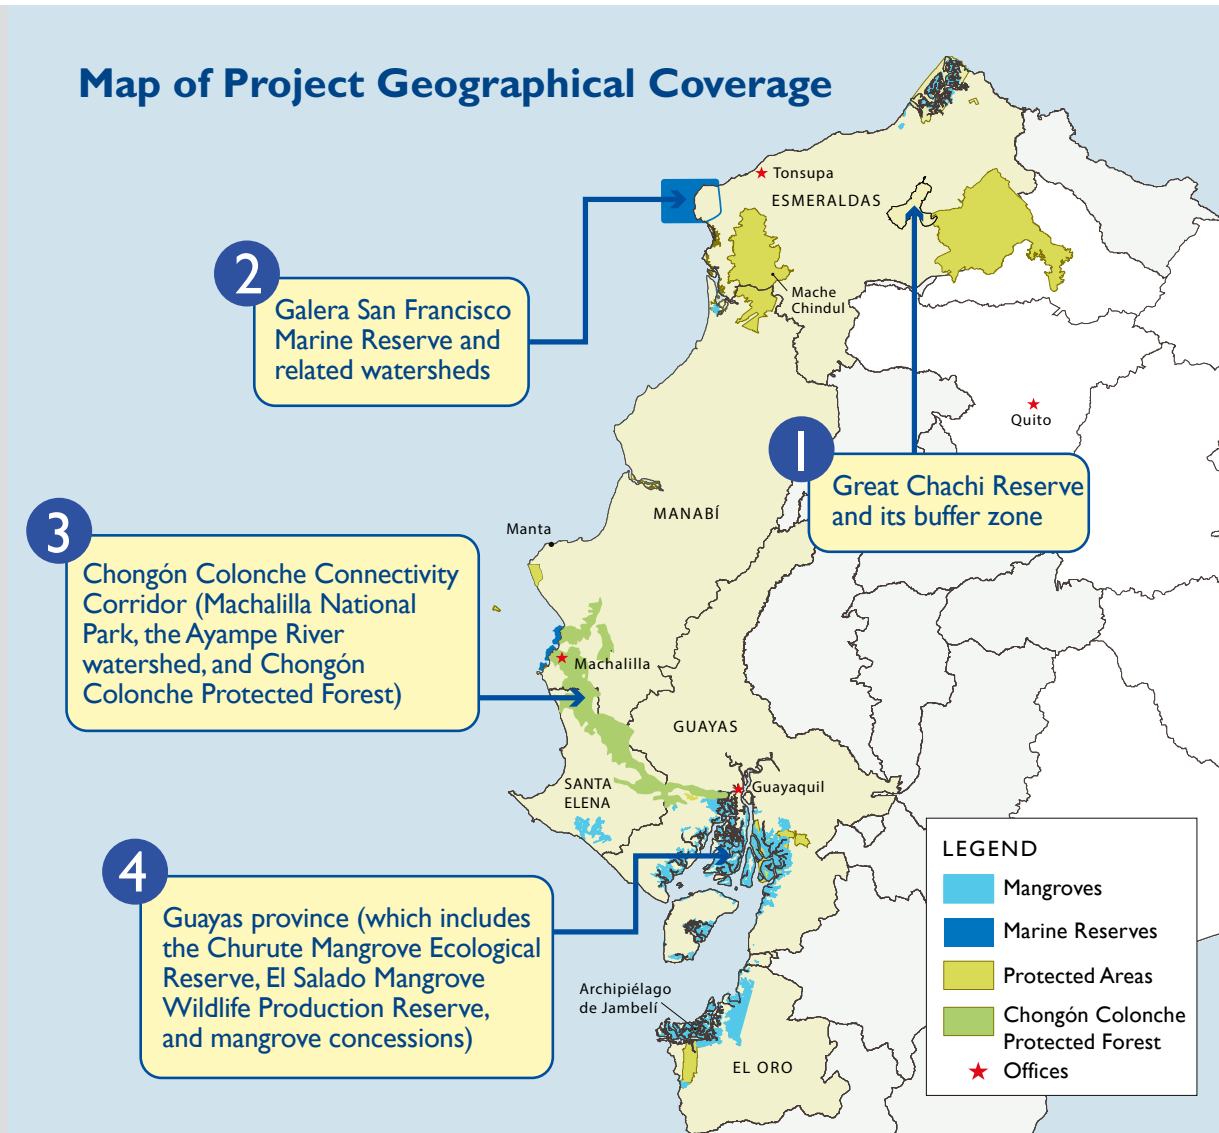 Map of Project Geographical Coverage
Tonsupa
ESMERALDAS
2
Galera San Francisco
Marine Reserve and
related watersheds
Mache
Chindul
Quito
1
Great Chachi Reserve
and its buffer zone
MANABÍ
Manta
3
Chongón Colonche Connectivity
Corridor (Machalilla National
Park, the Ayampe River
watershed, and Chongón
Colonche Protected Forest)
Machalilla
GUAYAS
SANTA
ELENA
Guayaquil
4
Guayas province (which includes
the Churute Mangrove Ecological
Reserve, El Salado Mangrove
Wildlife Production Reserve,
and mangrove concessions)
Archipiélago
de Jambelí
EL ORO
LEGEND
Mangroves
Marine Reserves
Protected Areas
Chongón Colonche
Protected Forest
Offices